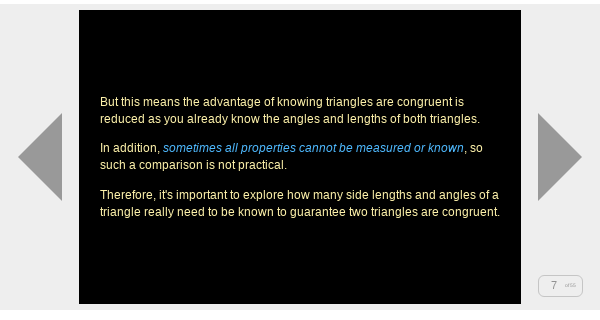 But this means the advantage of knowing triangles are congruent is
reduced as you already know the angles and lengths of both triangles.
In addition, sometimes all properties cannot be measured or known, so
such a comparison is not practical.
Therefore, it's important to explore how many side lengths and angles of a
triangle really need to be known to guarantee two triangles are congruent.
7